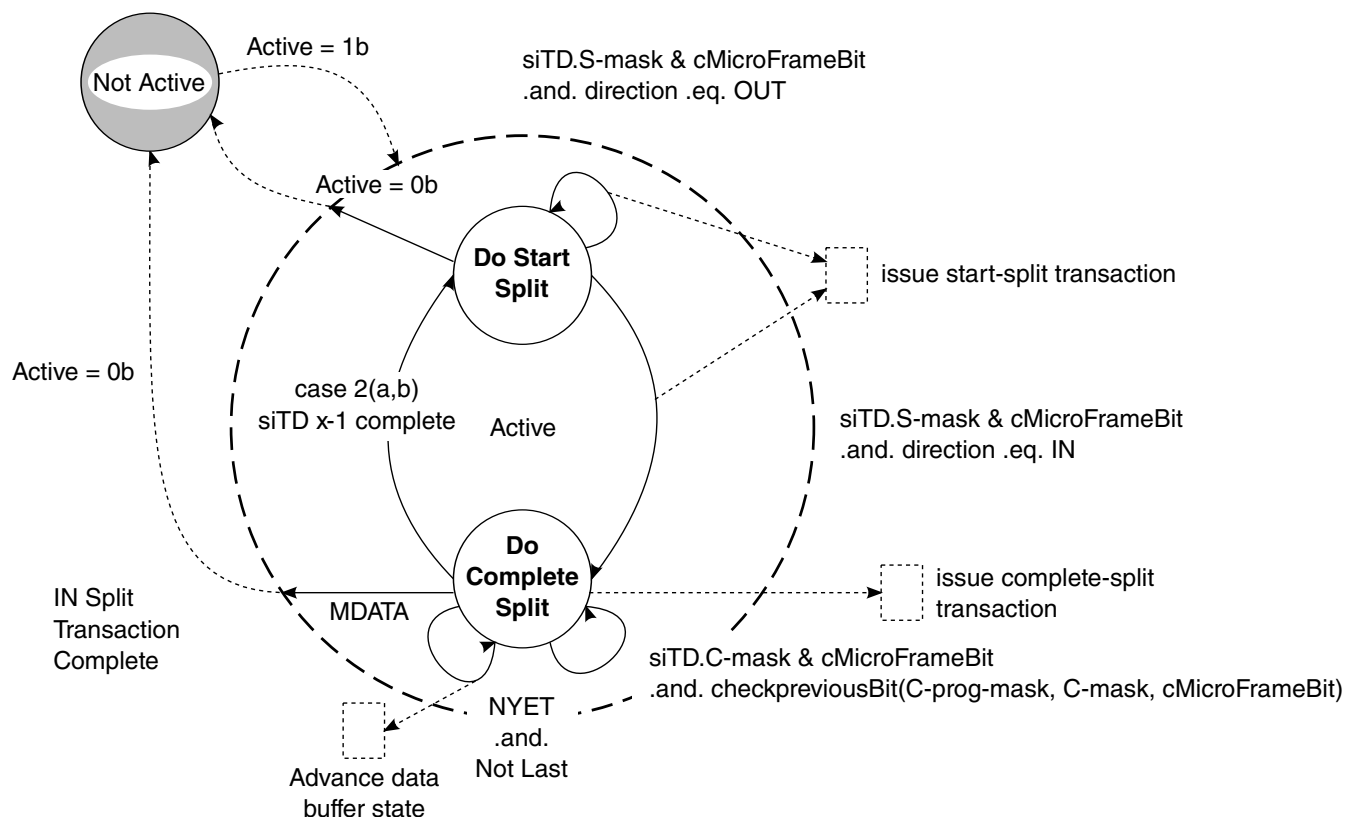 Active = 1b
siTD.S-mask & cMicroFrameBit
.and. direction .eq. OUT
Not Active
Active = 0b
Do Start
Split
issue start-split transaction
Active = 0b
case 2(a,b)
siTD x-1 complete
Active
siTD.S-mask & cMicroFrameBit
.and. direction .eq. IN
Do
Complete
Split
issue complete-split
transaction
MDATA
IN Split
Transaction
Complete
siTD.C-mask & cMicroFrameBit
.and. checkpreviousBit(C-prog-mask, C-mask, cMicroFrameBit)
NYET
.and.
Not Last
Advance data
buffer state